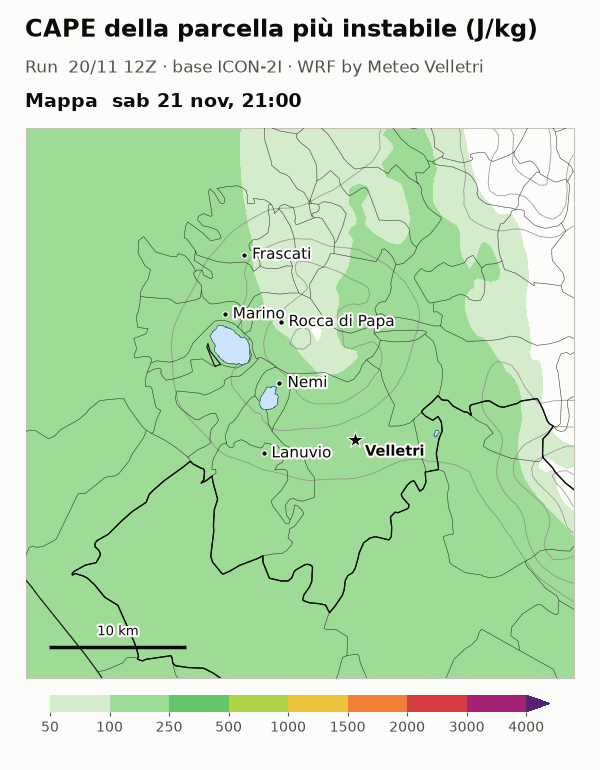 CAPE della parcella più instabile (J/kg)
Run  20/11 12Z · base ICON-2I · WRF by Meteo Velletri
Mappa  sab 21 nov, 21:00
Frascati
Marino
Rocca di Papa
Nemi
Velletri
Lanuvio
10 km
50 100 250 500 1000 1500 2000 3000 4000